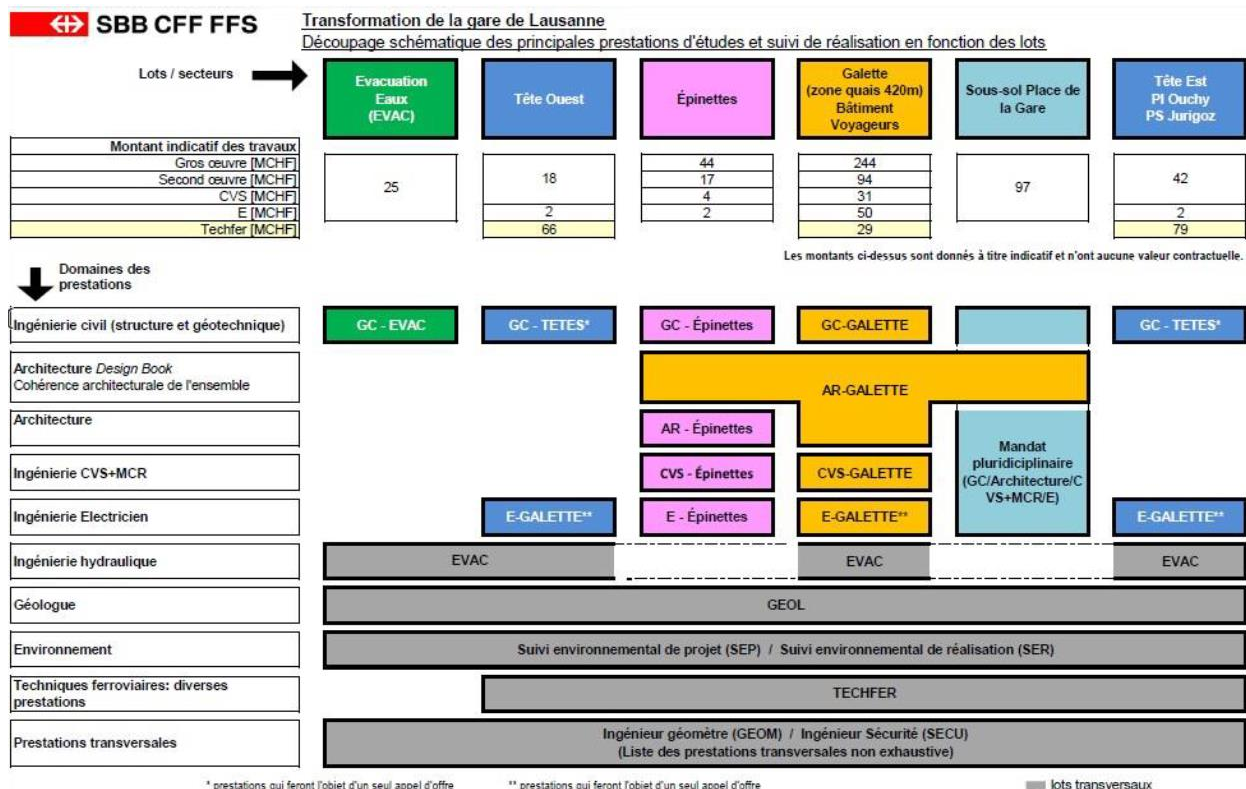 SBB CFF FFS
Transformation de la gare de Lausanne
Découpage schématique des principales prestations d'études et suivi de réalisation en fonction des lots
Lots / secteurs
Evacuation
Eaux
(EVAC)
Tête Ouest
Épinettes
Galette
(zone quais 420m)
Bâtiment
Voyageurs
Sous-sol Place de
la Gare
Tête Est
PI Ouchy
PS Jurigoz
Montant indicatif des travaux
Gros œuvre [MCHF] 44 244
Second œuvre [MCHF] 25 18 17 94 97 42
CVS [MCHF] 4 31
E [MCHF] 2 2 50 2
Techfer [MCHF] 66 29 79
Les montants ci-dessus sont donnés à titre indicatif et n'ont aucune valeur contractuelle.
Domaines des
prestations
Ingénierie civil (structure et géotechnique)
GC - EVAC
GC - TETES*
GC - Épinettes
GC-GALETTE
GC - TETES*
Architecture Design Book
Cohérence architecturale de l'ensemble
AR-GALETTE
Architecture
AR - Épinettes
Mandat
pluridiciplinaire
(GC/Architecture/C
VS+MCR/E)
Ingénierie CVS+MCR
CVS - Épinettes
CVS-GALETTE
Ingénierie Electricien
E-GALETTE**
E - Épinettes
E-GALETTE**
E-GALETTE**
Ingénierie hydraulique
EVAC
EVAC
EVAC
Géologue
GEOL
Environnement
Suivi environnemental de projet (SEP) / Suivi environnemental de réalisation (SER)
Techniques ferroviaires: diverses
prestations
TECHFER
Prestations transversales
Ingénieur géomètre (GEOM) / Ingénieur Sécurité (SECU)
(Liste des prestations transversales non exhaustive)
* prestations qui feront l'objet d'un seul appel d'offre
** prestations qui feront l'objet d'un seul appel d'offre
lots transversaux